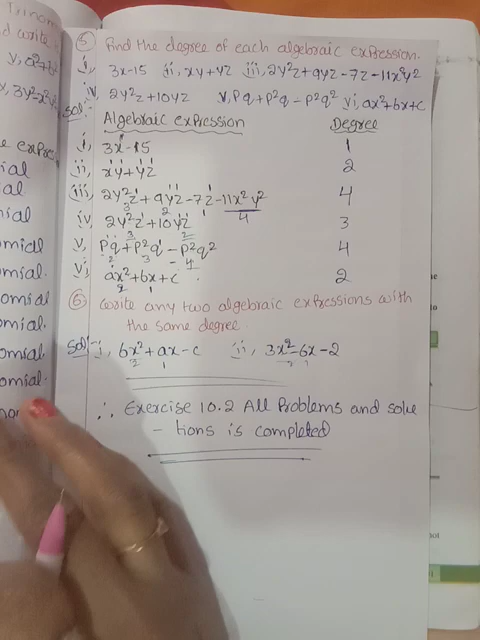 ⑤ Find the degree of each algebraic expression.
i, 3x-15 ii, xy+yz iii, 2y²z+9yz-7z-11x²y²
iv, 2y²z+10yz v, pq+p²q-p²q² vi, ax²+bx+c
Sol:-
Algebraic expression Degree
i, 3x-15 1
ii, xy+yz 2
iii, 2y²z+9yz-7z-11x²y² 4
iv, 2y²z+10yz 3
v, pq+p²q-p²q² 4
vi, ax²+bx+c 2
⑥ Write any two algebraic expressions with
the same degree.
Sol:- i, 6x²+ax-c ii, 3x²-6x-2
∴ Exercise 10.2 All Problems and solu
-tions is completed